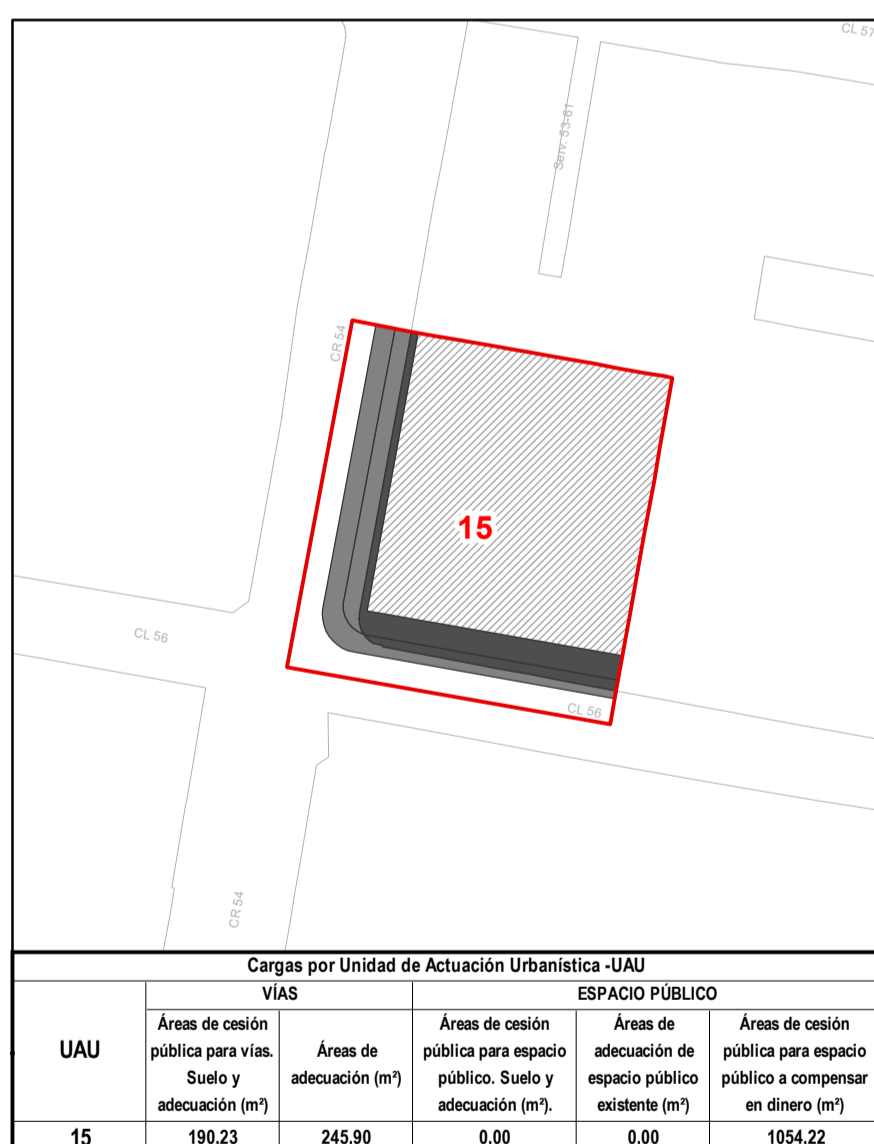 CL 57
Serv. 53-61
CR 54
15
CL 56
CL 56
CR 54
Cargas por Unidad de Actuación Urbanística -UAU
UAU
VÍAS
ESPACIO PÚBLICO
Áreas de cesión
pública para vías.
Suelo y
adecuación (m²)
Áreas de
adecuación (m²)
Áreas de cesión
pública para espacio
público. Suelo y
adecuación (m²).
Áreas de
adecuación de
espacio público
existente (m²)
Áreas de cesión
pública para espacio
público a compensar
en dinero (m²)
15 190.23 245.90 0.00 0.00 1054.22